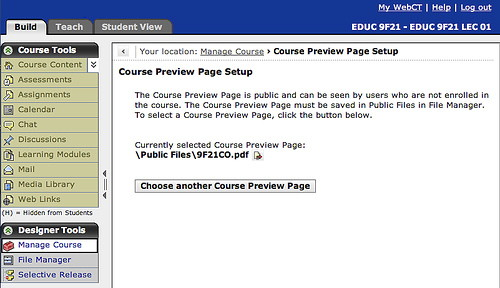 My WebCT | Help | Log out
Build Teach Student View
EDUC 9F21 - EDUC 9F21 LEC 01
Course Tools
Course Content
Assessments
Assignments
Calendar
Chat
Discussions
Learning Modules
Mail
Media Library
Web Links
(H) = Hidden from Students
Designer Tools
Manage Course
File Manager
Selective Release
Your location: Manage Course › Course Preview Page Setup
Course Preview Page Setup
The Course Preview Page is public and can be seen by users who are not enrolled in
the course. The Course Preview Page must be saved in Public Files in File Manager.
To select a Course Preview Page, click the button below.
Currently selected Course Preview Page:
\Public Files\9F21CO.pdf
Choose another Course Preview Page